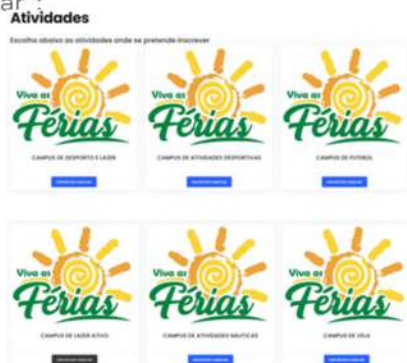 ar .
Atividades
Escolha abaixo as atividades onde se pretende inscrever
Viva as Férias
CAMPUS DE DESPORTO E LAZER
Viva as Férias
CAMPUS DE ATIVIDADES DESPORTIVAS
Viva as Férias
CAMPUS DE FUTEBOL
Viva as Férias
CAMPUS DE LAZER ATIVO
Viva as Férias
CAMPUS DE ATIVIDADES NÁUTICAS
Viva as Férias
CAMPUS DE VELA